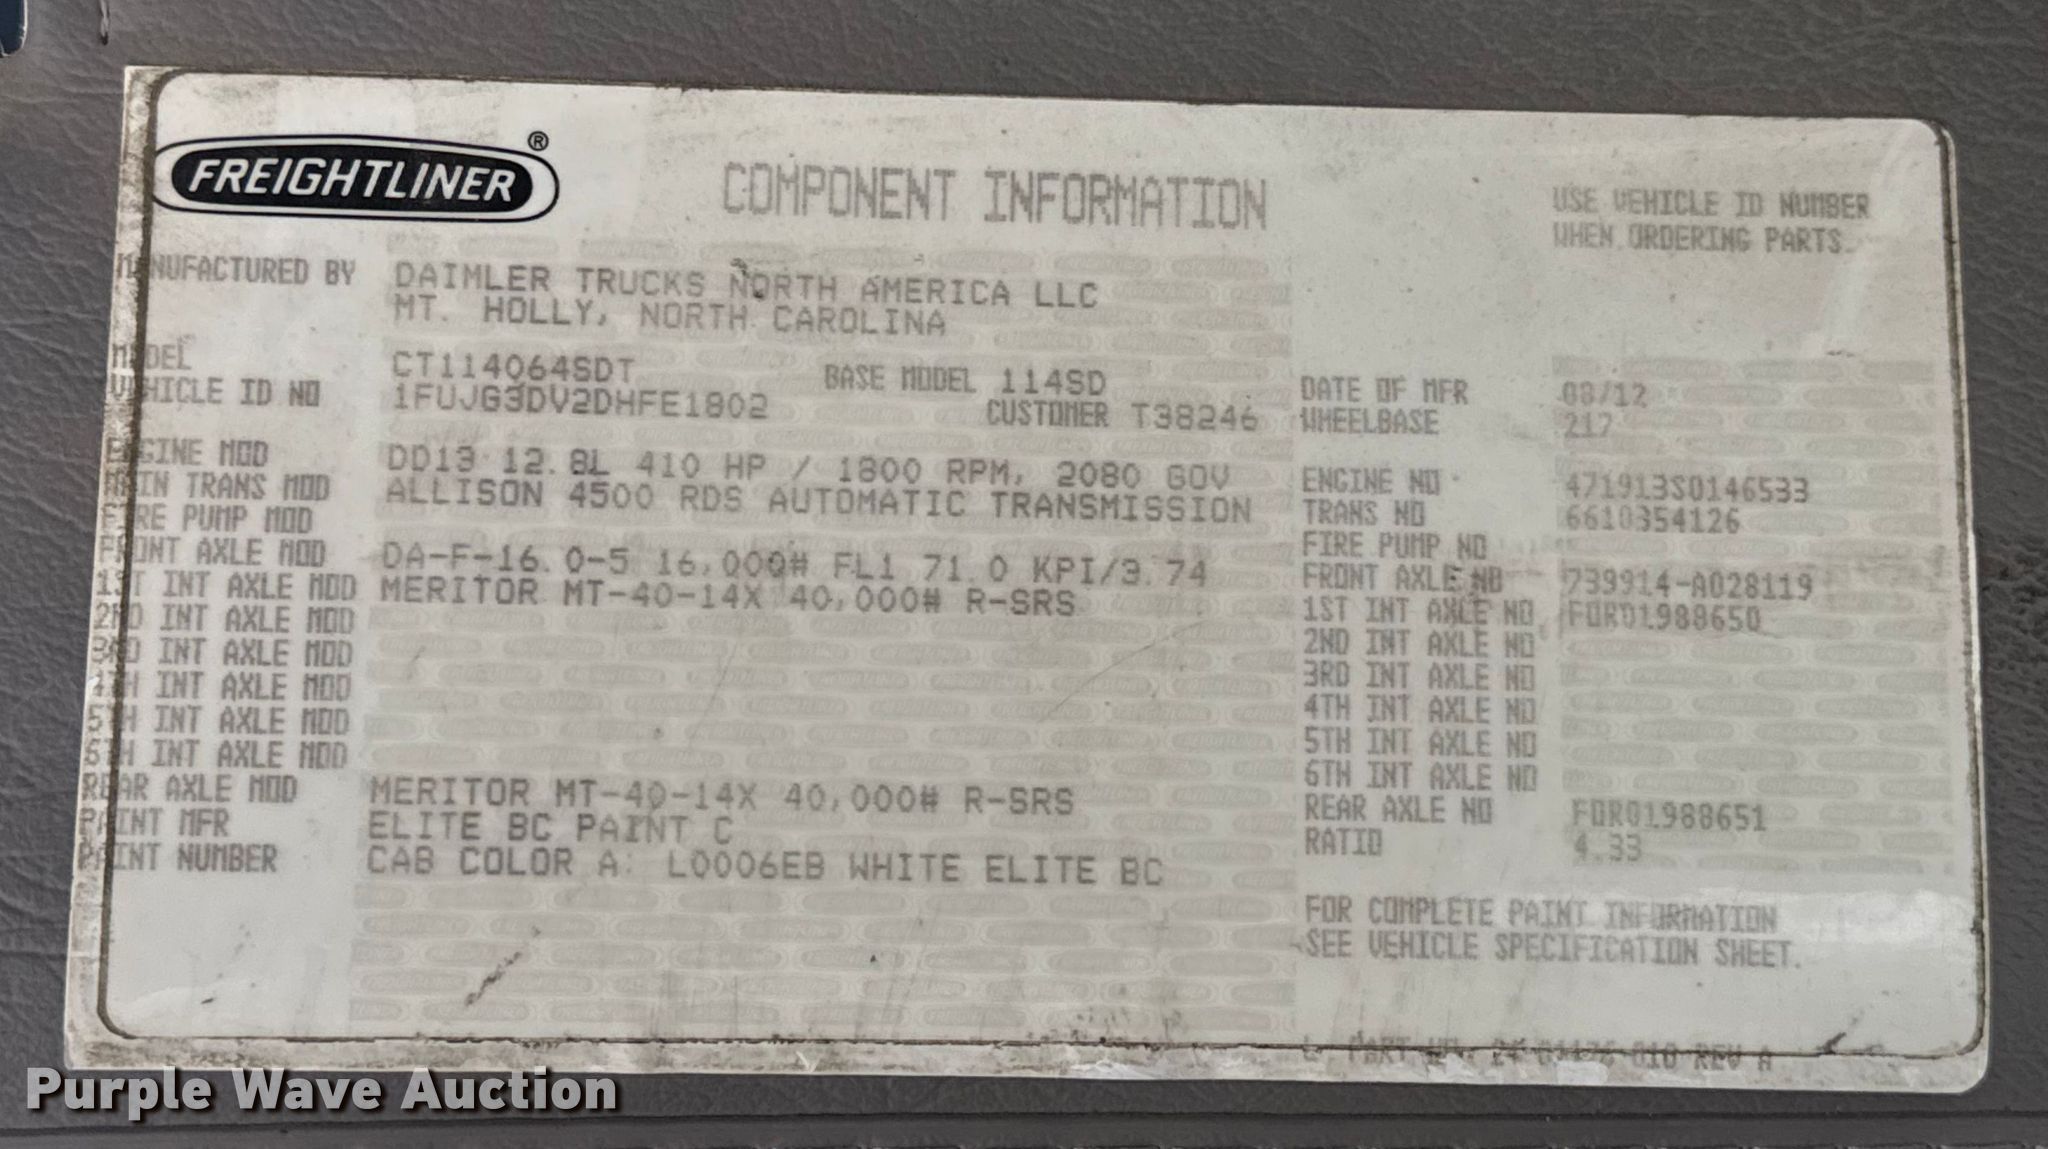 FREIGHTLINER ®
COMPONENT INFORMATION
USE VEHICLE ID NUMBER
WHEN ORDERING PARTS.
MANUFACTURED BY DAIMLER TRUCKS NORTH AMERICA LLC
MT. HOLLY, NORTH CAROLINA
MODEL CT114064SDT BASE MODEL 114SD DATE OF MFR 08/12
VEHICLE ID NO 1FUJG3DV2DHFE1802 CUSTOMER T38246 WHEELBASE 217
ENGINE MOD DD13 12.8L 410 HP / 1800 RPM, 2080 GOV ENGINE NO 471913S0146533
MAIN TRANS MOD ALLISON 4500 RDS AUTOMATIC TRANSMISSION TRANS NO 6610354126
FIRE PUMP MOD FIRE PUMP NO
FRONT AXLE MOD DA-F-16.0-5 16,000# FL1 71.0 KPI/3.74 FRONT AXLE NO 739914-A028119
1ST INT AXLE MOD MERITOR MT-40-14X 40,000# R-SRS 1ST INT AXLE NO FOR01988650
2ND INT AXLE MOD 2ND INT AXLE NO
3RD INT AXLE MOD 3RD INT AXLE NO
4TH INT AXLE MOD 4TH INT AXLE NO
5TH INT AXLE MOD 5TH INT AXLE NO
6TH INT AXLE MOD 6TH INT AXLE NO
REAR AXLE MOD MERITOR MT-40-14X 40,000# R-SRS REAR AXLE NO FOR01988651
PAINT MFR ELITE BC PAINT C RATIO 4.33
PAINT NUMBER CAB COLOR A: L0006EB WHITE ELITE BC
FOR COMPLETE PAINT INFORMATION
SEE VEHICLE SPECIFICATION SHEET.
PART 010 REV A
Purple Wave Auction